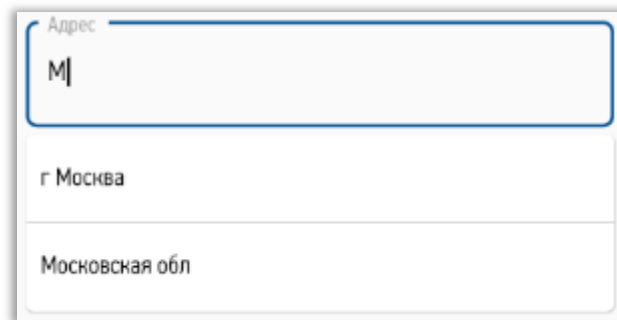 Адрес
М
г Москва
Московская обл